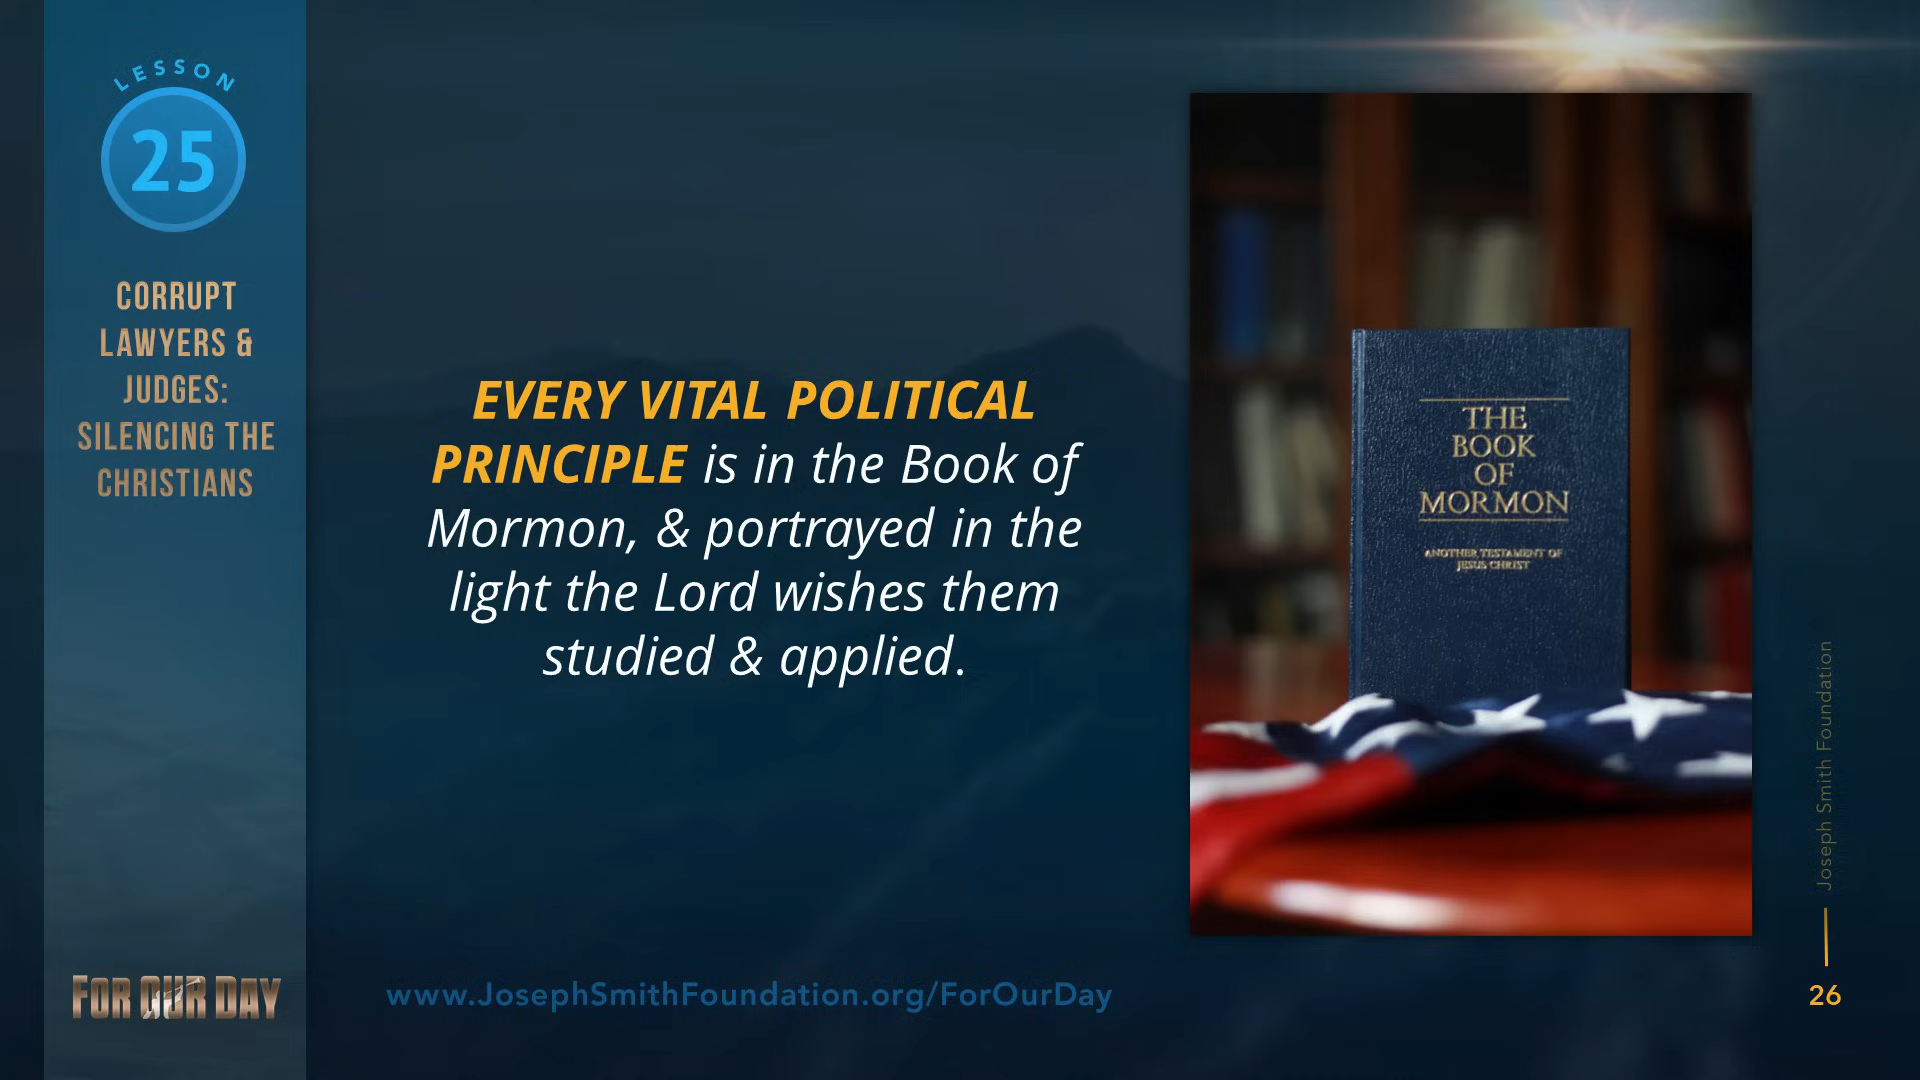 LESSON
25
CORRUPT
LAWYERS &
JUDGES:
SILENCING THE
CHRISTIANS
FOR OUR DAY
EVERY VITAL POLITICAL
PRINCIPLE is in the Book of
Mormon, & portrayed in the
light the Lord wishes them
studied & applied.
www.JosephSmithFoundation.org/ForOurDay
THE
BOOK
OF
MORMON
ANOTHER TESTAMENT OF
JESUS CHRIST
Joseph Smith Foundation
26